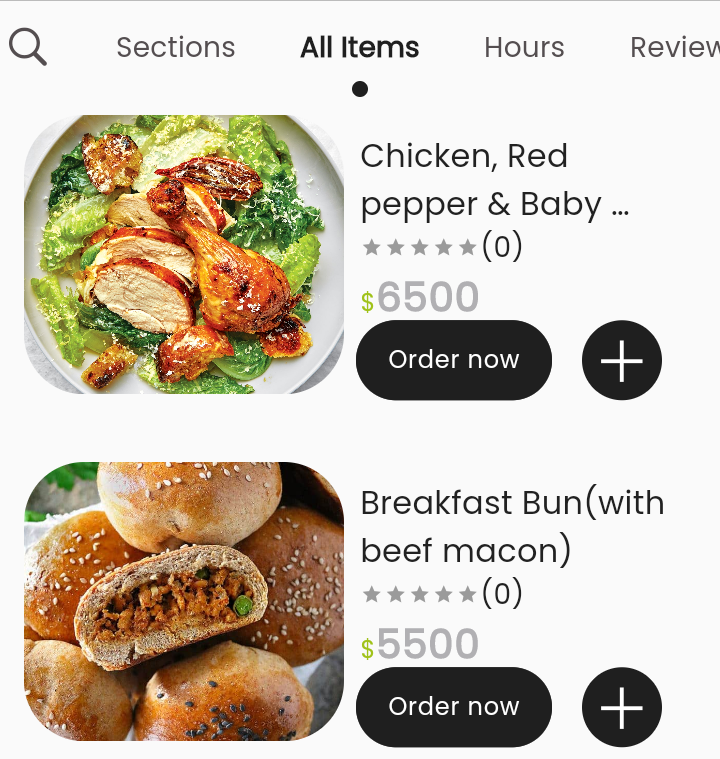 Sections All Items Hours Review
Chicken, Red
pepper & Baby ...
(0)
$6500
Order now
Breakfast Bun(with
beef macon)
(0)
$5500
Order now